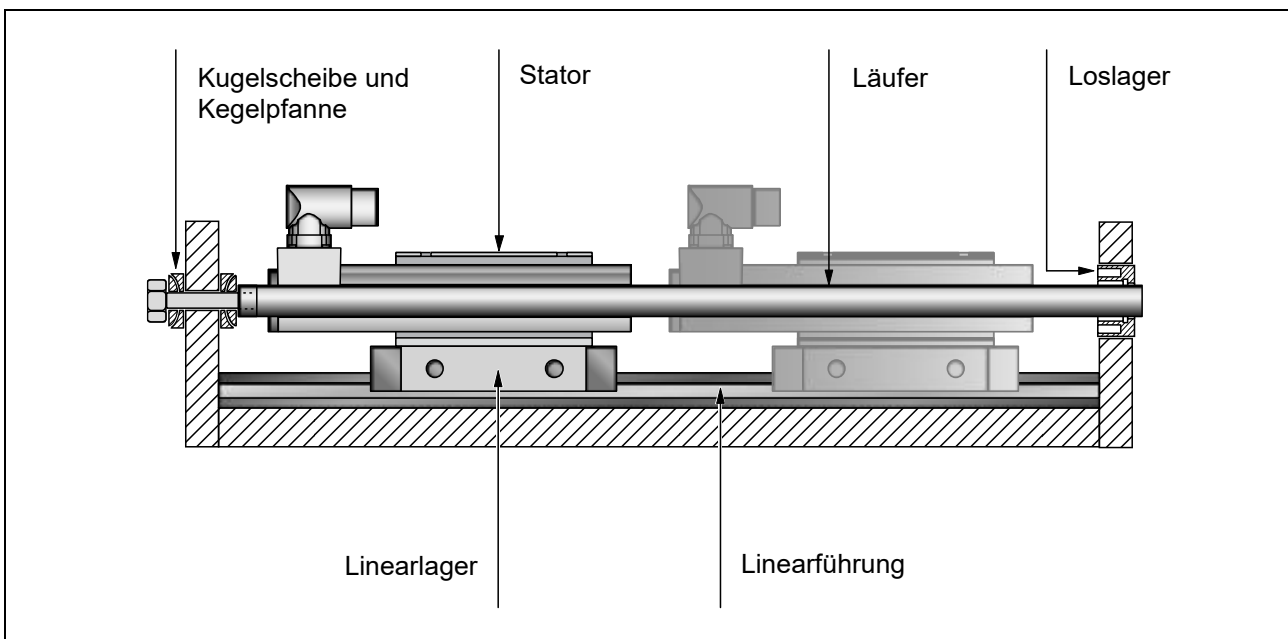 Kugelscheibe und
Kegelpfanne
Stator
Läufer
Loslager
Linearlager
Linearführung